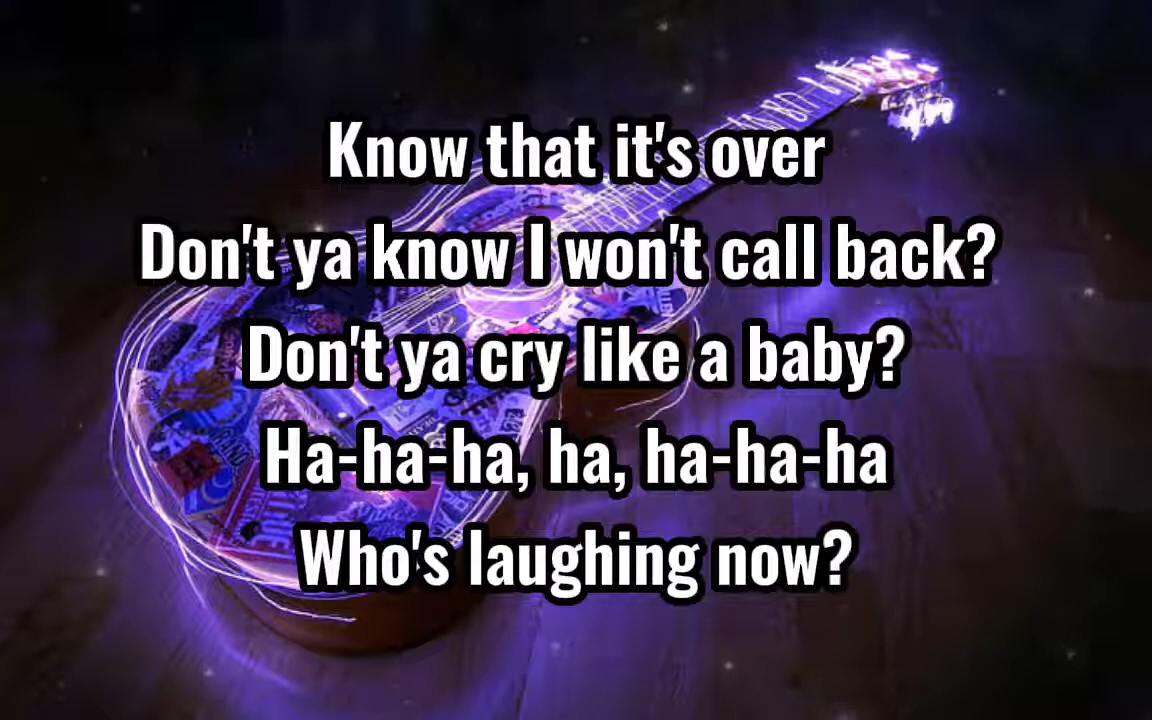 Know that it's over
Don't ya know I won't call back?
Don't ya cry like a baby?
Ha-ha-ha, ha, ha-ha-ha
Who's laughing now?